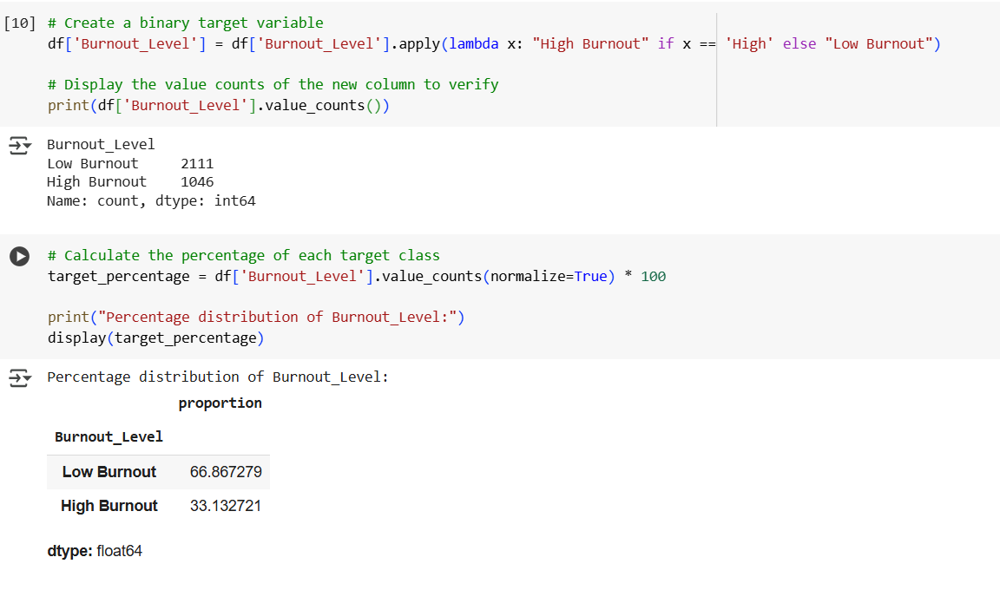 [10] # Create a binary target variable
df['Burnout_Level'] = df['Burnout_Level'].apply(lambda x: "High Burnout" if x == 'High' else "Low Burnout")
# Display the value counts of the new column to verify
print(df['Burnout_Level'].value_counts())
Burnout_Level
Low Burnout     2111
High Burnout    1046
Name: count, dtype: int64
# Calculate the percentage of each target class
target_percentage = df['Burnout_Level'].value_counts(normalize=True) * 100
print("Percentage distribution of Burnout_Level:")
display(target_percentage)
Percentage distribution of Burnout_Level:
proportion
Burnout_Level
Low Burnout 66.867279
High Burnout 33.132721
dtype: float64